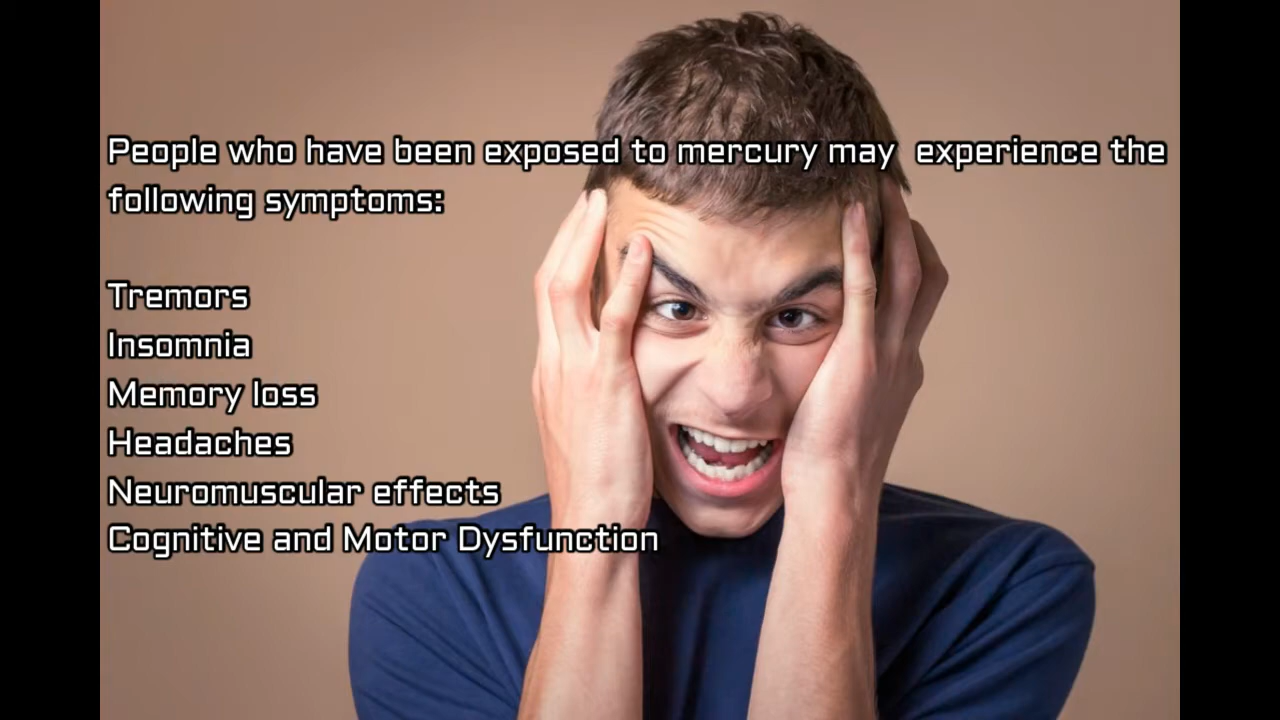 People who have been exposed to mercury may  experience the
following symptoms:
Tremors
Insomnia
Memory loss
Headaches
Neuromuscular effects
Cognitive and Motor Dysfunction